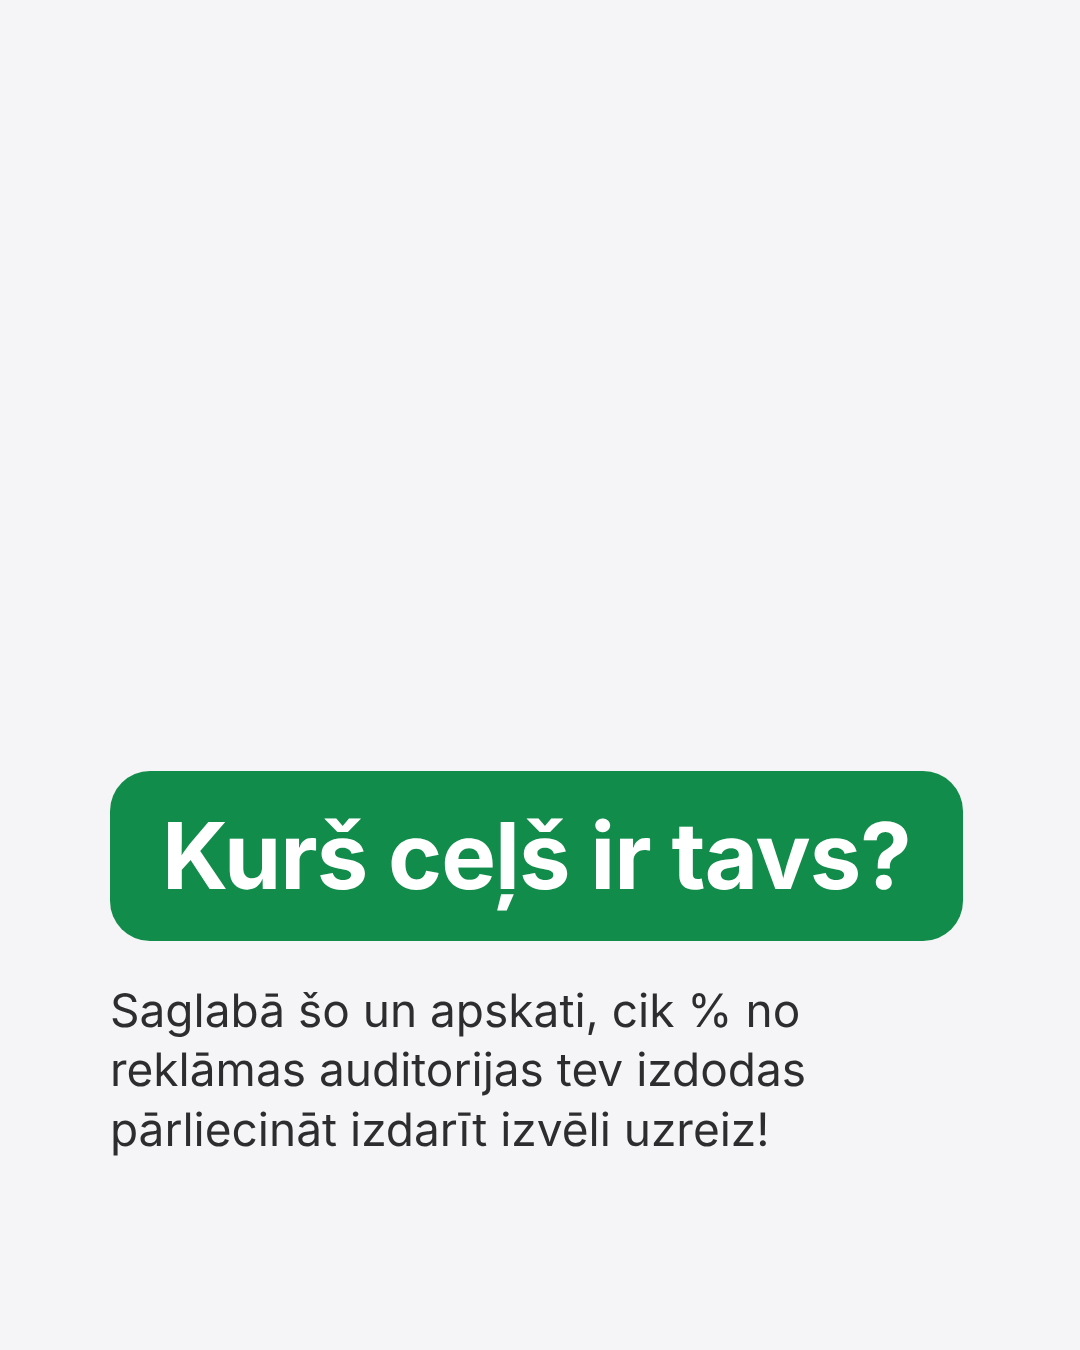 Kurš ceļš ir tavs?
Saglabā šo un apskati, cik % no
reklāmas auditorijas tev izdodas
pārliecināt izdarīt izvēli uzreiz!